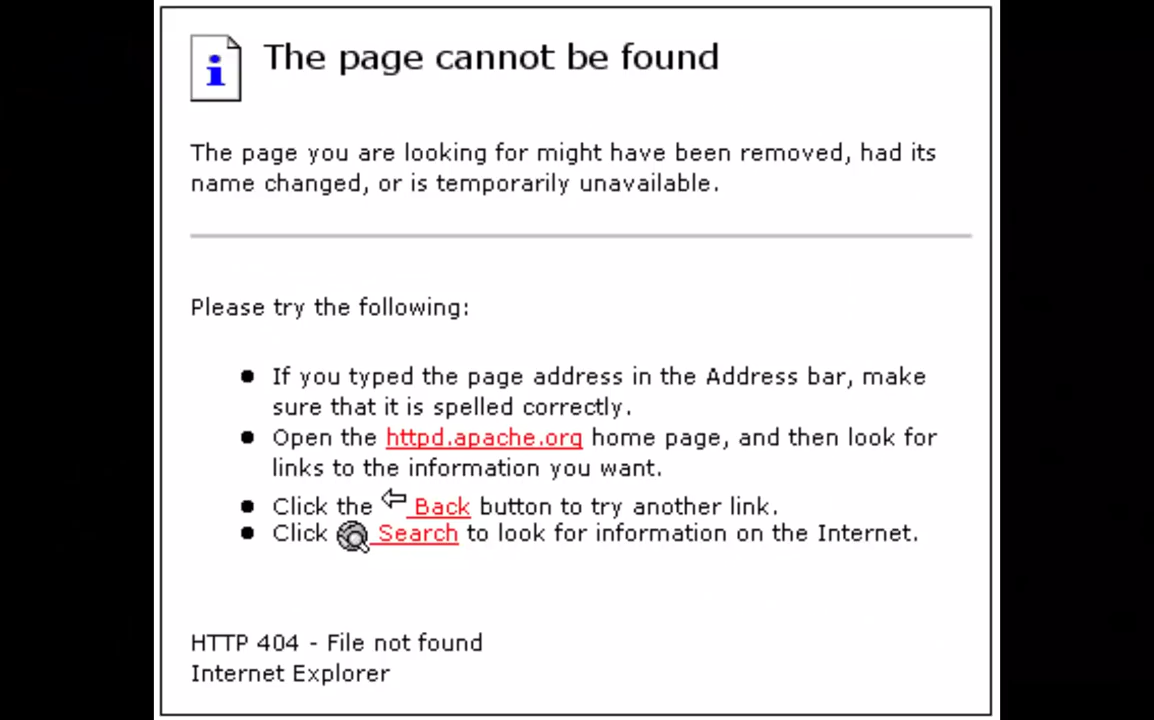 The page cannot be found
The page you are looking for might have been removed, had its
name changed, or is temporarily unavailable.
Please try the following:
If you typed the page address in the Address bar, make
sure that it is spelled correctly.
Open the httpd.apache.org home page, and then look for
links to the information you want.
Click the Back button to try another link.
Click Search to look for information on the Internet.
HTTP 404 - File not found
Internet Explorer